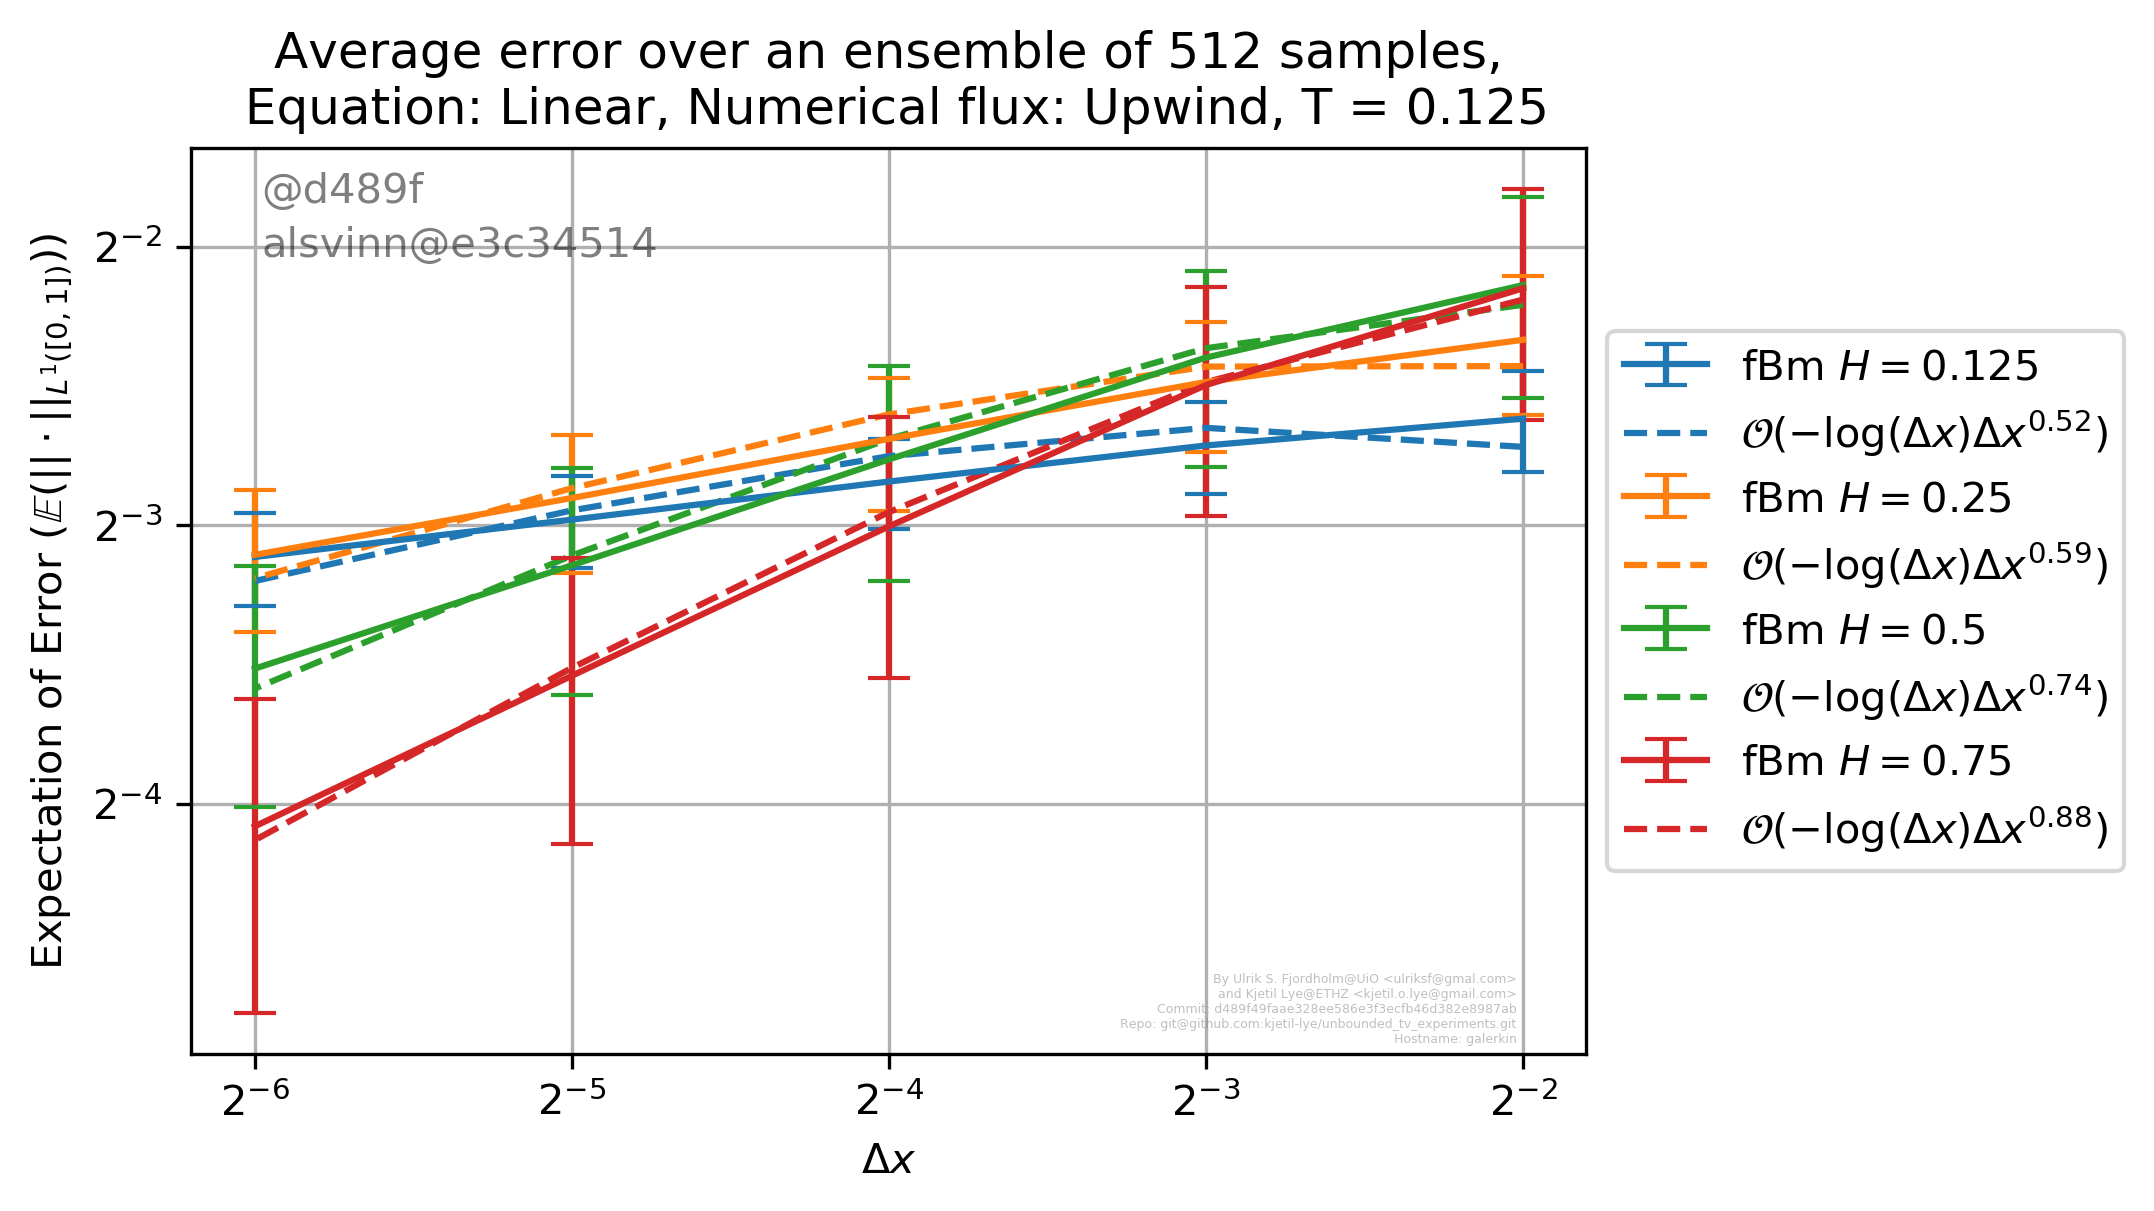 Average error over an ensemble of 512 samples,
Equation: Linear, Numerical flux: Upwind, T = 0.125
@d489f
alsvinn@e3c34514
Expectation of Error (𝔼(||·||_{L^1([0,1])}))
2^{-2}
2^{-3}
2^{-4}
2^{-6}
2^{-5}
2^{-4}
2^{-3}
2^{-2}
Δx
fBm H = 0.125
𝒪(−log(Δx)Δx^{0.52})
fBm H = 0.25
𝒪(−log(Δx)Δx^{0.59})
fBm H = 0.5
𝒪(−log(Δx)Δx^{0.74})
fBm H = 0.75
𝒪(−log(Δx)Δx^{0.88})
By Ulrik S. Fjordholm@UiO <ulriksf@gmal.com>
and Kjetil Lye@ETHZ <kjetil.o.lye@gmail.com>
Commit: d489f49faae328ee586e3f3ecfb46d382e8987ab
Repo: git@github.com:kjetil-lye/unbounded_tv_experiments.git
Hostname: galerkin